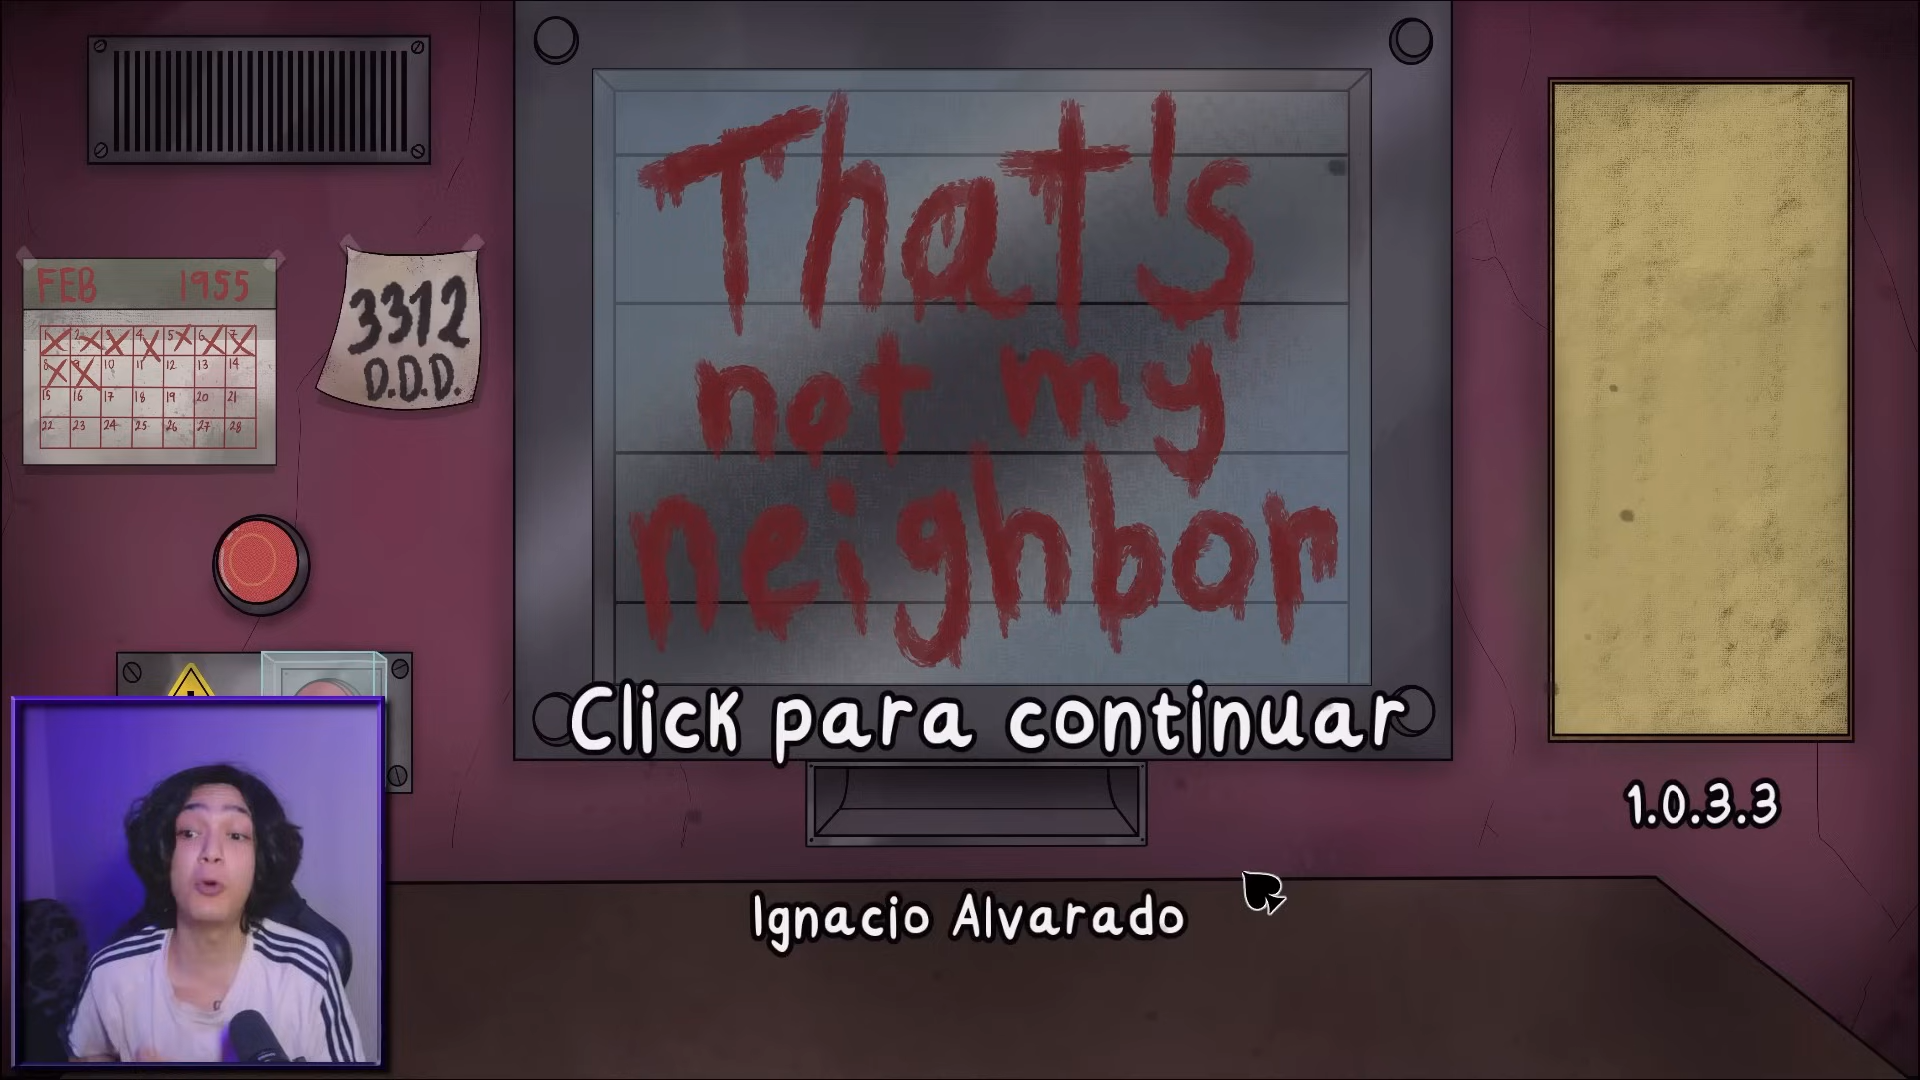 That's
not my
neighbor
FEB 1955
1 2 3 4 5 6 7
8 9 10 11 12 13 14
15 16 17 18 19 20 21
22 23 24 25 26 27 28
3312
D.D.D.
Click para continuar
1.0.3.3
Ignacio Alvarado